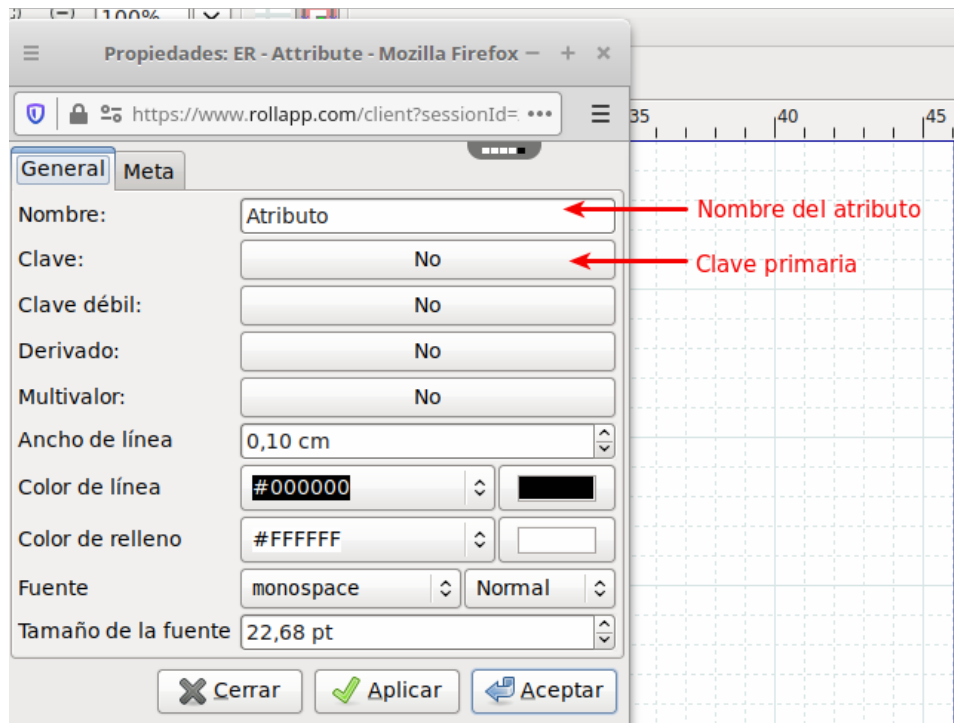 100%
Propiedades: ER - Attribute - Mozilla Firefox
https://www.rollapp.com/client?sessionId=
35 40 45
General Meta
Nombre: Atributo Nombre del atributo
Clave: No Clave primaria
Clave débil: No
Derivado: No
Multivalor: No
Ancho de línea 0,10 cm
Color de línea #000000
Color de relleno #FFFFFF
Fuente monospace Normal
Tamaño de la fuente 22,68 pt
Cerrar Aplicar Aceptar